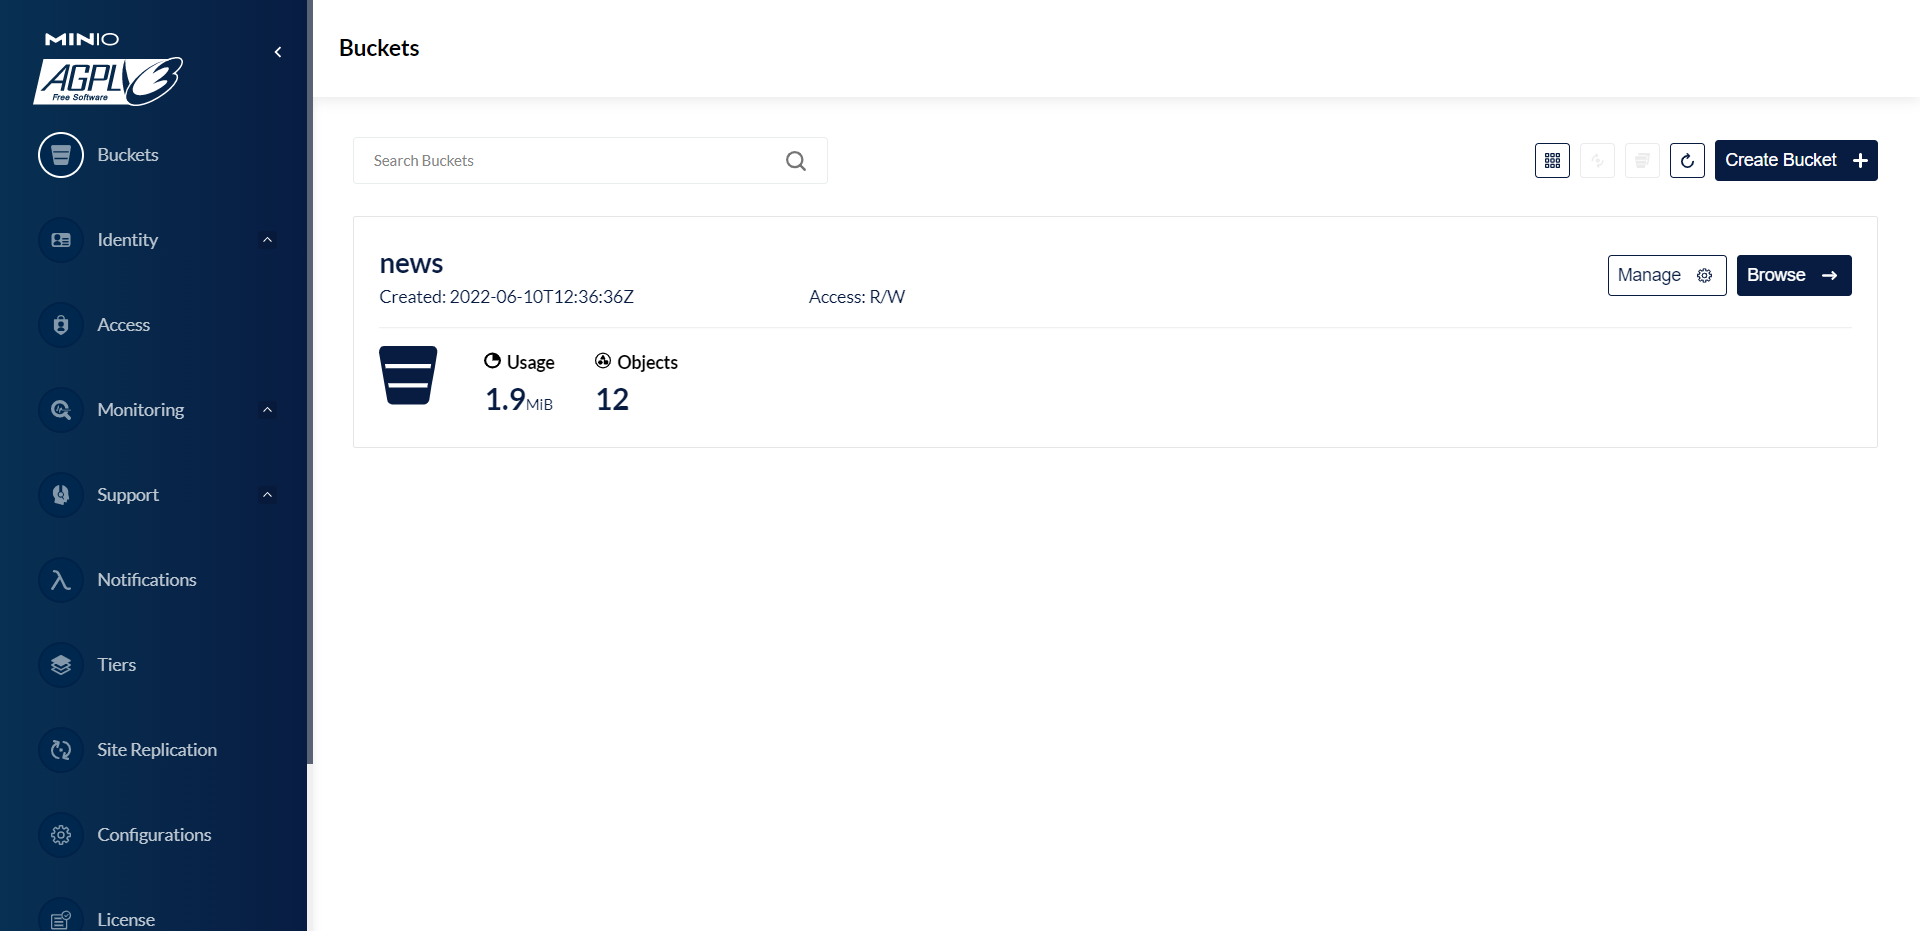 MINIO
AGPL
Free Software
Buckets
Identity
Access
Monitoring
Support
Notifications
Tiers
Site Replication
Configurations
License
Buckets
Search Buckets
Create Bucket
news
Created: 2022-06-10T12:36:36Z
Access: R/W
Manage
Browse
Usage
Objects
1.9MiB
12